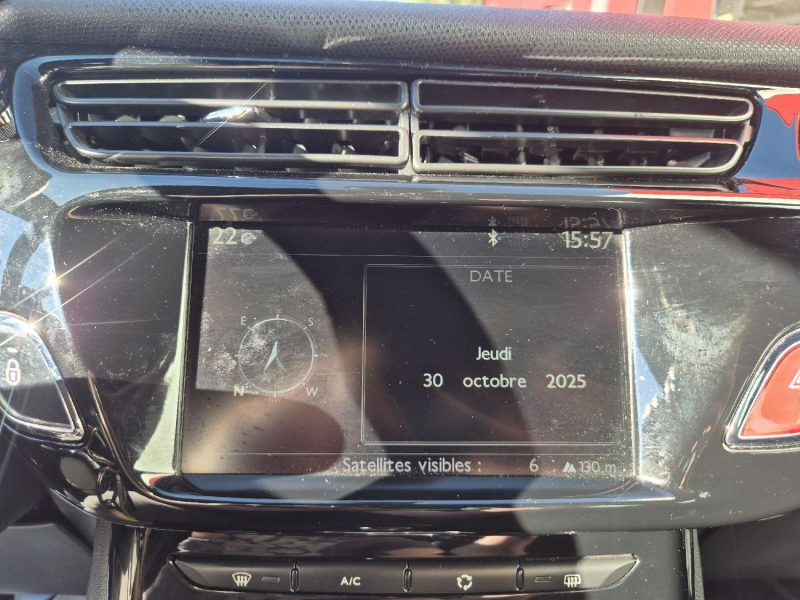 22°C
15:57
DATE
E S
N W
Jeudi
30 octobre 2025
Satellites visibles : 6 130 m
A/C